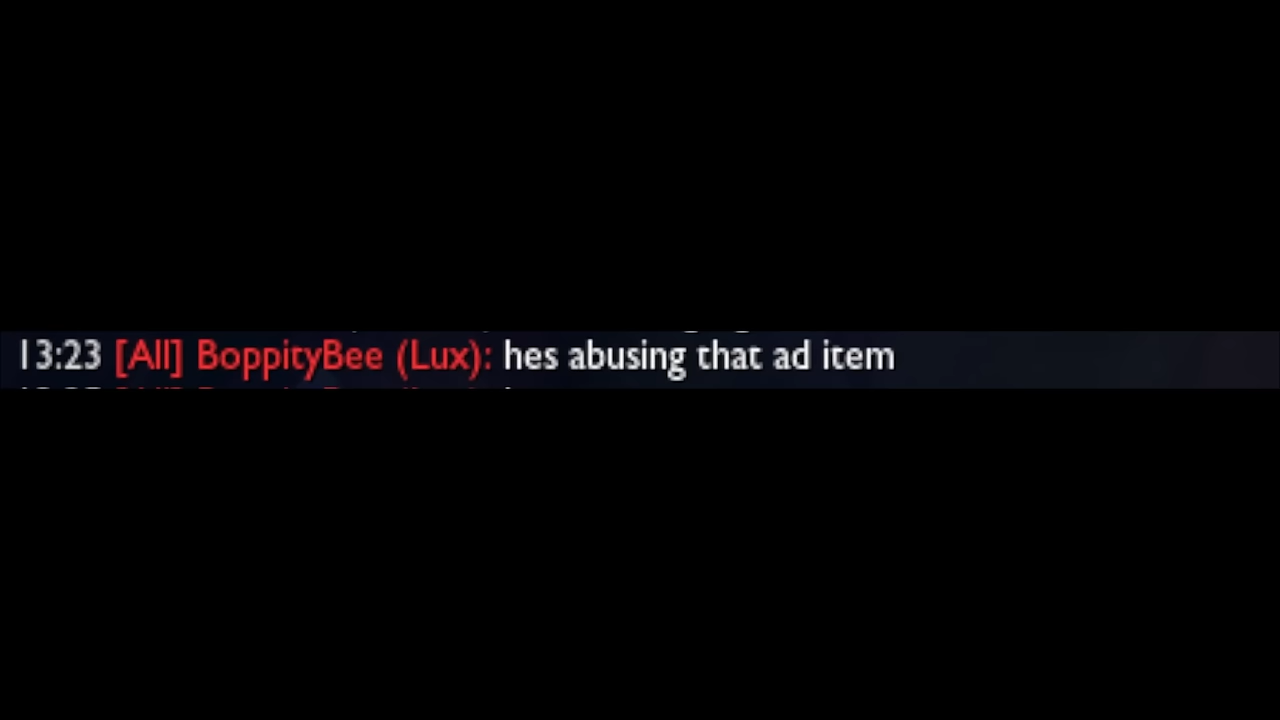 13:23 [All] BoppityBee (Lux): hes abusing that ad item